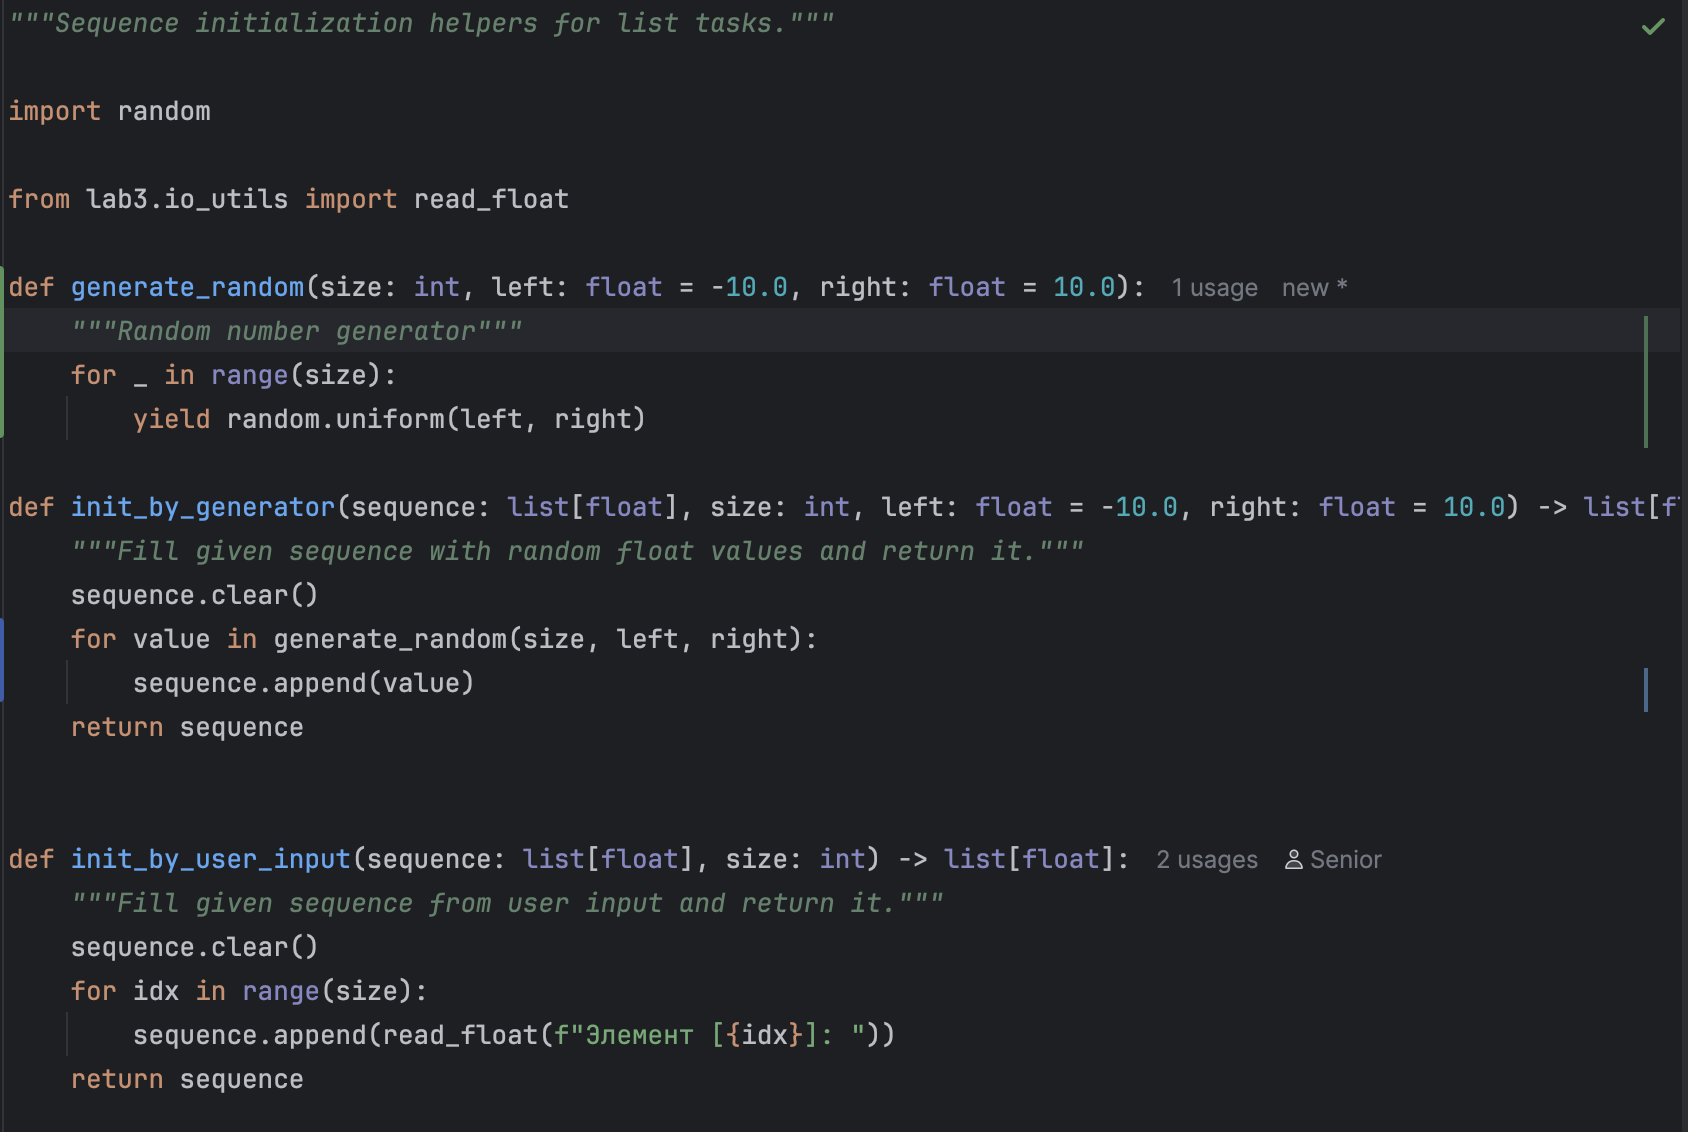 """Sequence initialization helpers for list tasks."""
import random
from lab3.io_utils import read_float
def generate_random(size: int, left: float = -10.0, right: float = 10.0): 1 usage new *
"""Random number generator"""
for _ in range(size):
yield random.uniform(left, right)
def init_by_generator(sequence: list[float], size: int, left: float = -10.0, right: float = 10.0) -> list[f
"""Fill given sequence with random float values and return it."""
sequence.clear()
for value in generate_random(size, left, right):
sequence.append(value)
return sequence
def init_by_user_input(sequence: list[float], size: int) -> list[float]: 2 usages Senior
"""Fill given sequence from user input and return it."""
sequence.clear()
for idx in range(size):
sequence.append(read_float(f"Элемент [{idx}]: "))
return sequence